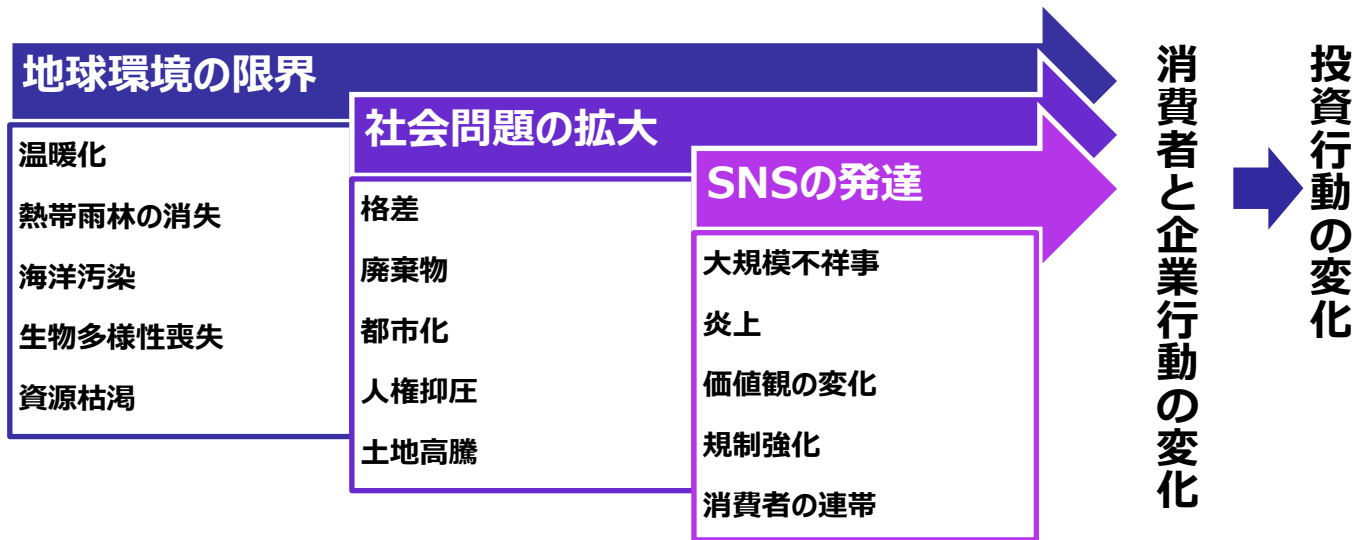 地球環境の限界
温暖化
熱帯雨林の消失
海洋汚染
生物多様性喪失
資源枯渇
社会問題の拡大
格差
廃棄物
都市化
人権抑圧
土地高騰
SNSの発達
大規模不祥事
炎上
価値観の変化
規制強化
消費者の連帯
消費者と企業行動の変化
投資行動の変化